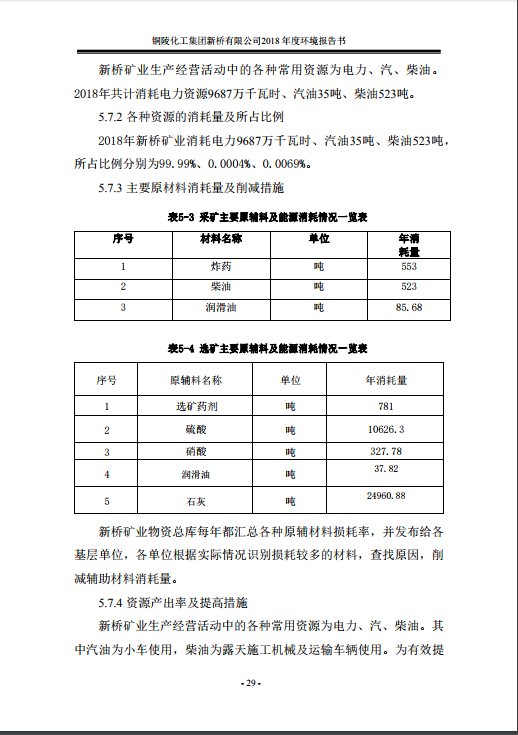 铜陵化工集团新桥有限公司2018年度环境报告书
新桥矿业生产经营活动中的各种常用资源为电力、汽、柴油。
2018年共计消耗电力资源9687万千瓦时、汽油35吨、柴油523吨。
5.7.2 各种资源的消耗量及所占比例
2018年新桥矿业消耗电力9687万千瓦时、汽油35吨、柴油523吨，
所占比例分别为99.99%、0.0004%、0.0069%。
5.7.3 主要原材料消耗量及削减措施
表5-3 采矿主要原辅料及能源消耗情况一览表
序号 材料名称 单位 年消
耗量
1 炸药 吨 553
2 柴油 吨 523
3 润滑油 吨 85.68
表5-4 选矿主要原辅料及能源消耗情况一览表
序号 原辅料名称 单位 年消耗量
1 选矿药剂 吨 781
2 硫酸 吨 10626.3
3 硝酸 吨 327.78
4 润滑油 吨 37.82
5 石灰 吨 24960.88
新桥矿业物资总库每年都汇总各种原辅材料损耗率，并发布给各
基层单位，各单位根据实际情况识别损耗较多的材料，查找原因，削
减辅助材料消耗量。
5.7.4 资源产出率及提高措施
新桥矿业生产经营活动中的各种常用资源为电力、汽、柴油。其
中汽油为小车使用，柴油为露天施工机械及运输车辆使用。为有效提
- 29 -